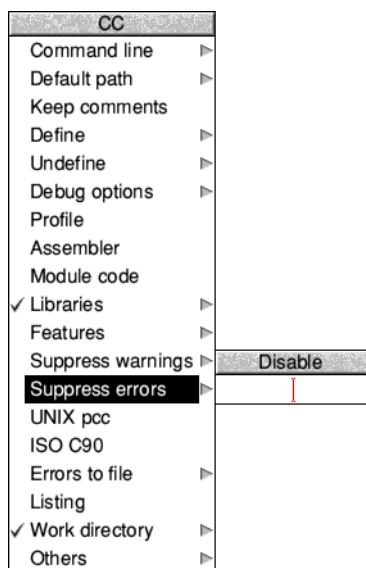 CC
Command line
Default path
Keep comments
Define
Undefine
Debug options
Profile
Assembler
Module code
Libraries
Features
Suppress warnings
Disable
Suppress errors
UNIX pcc
ISO C90
Errors to file
Listing
Work directory
Others